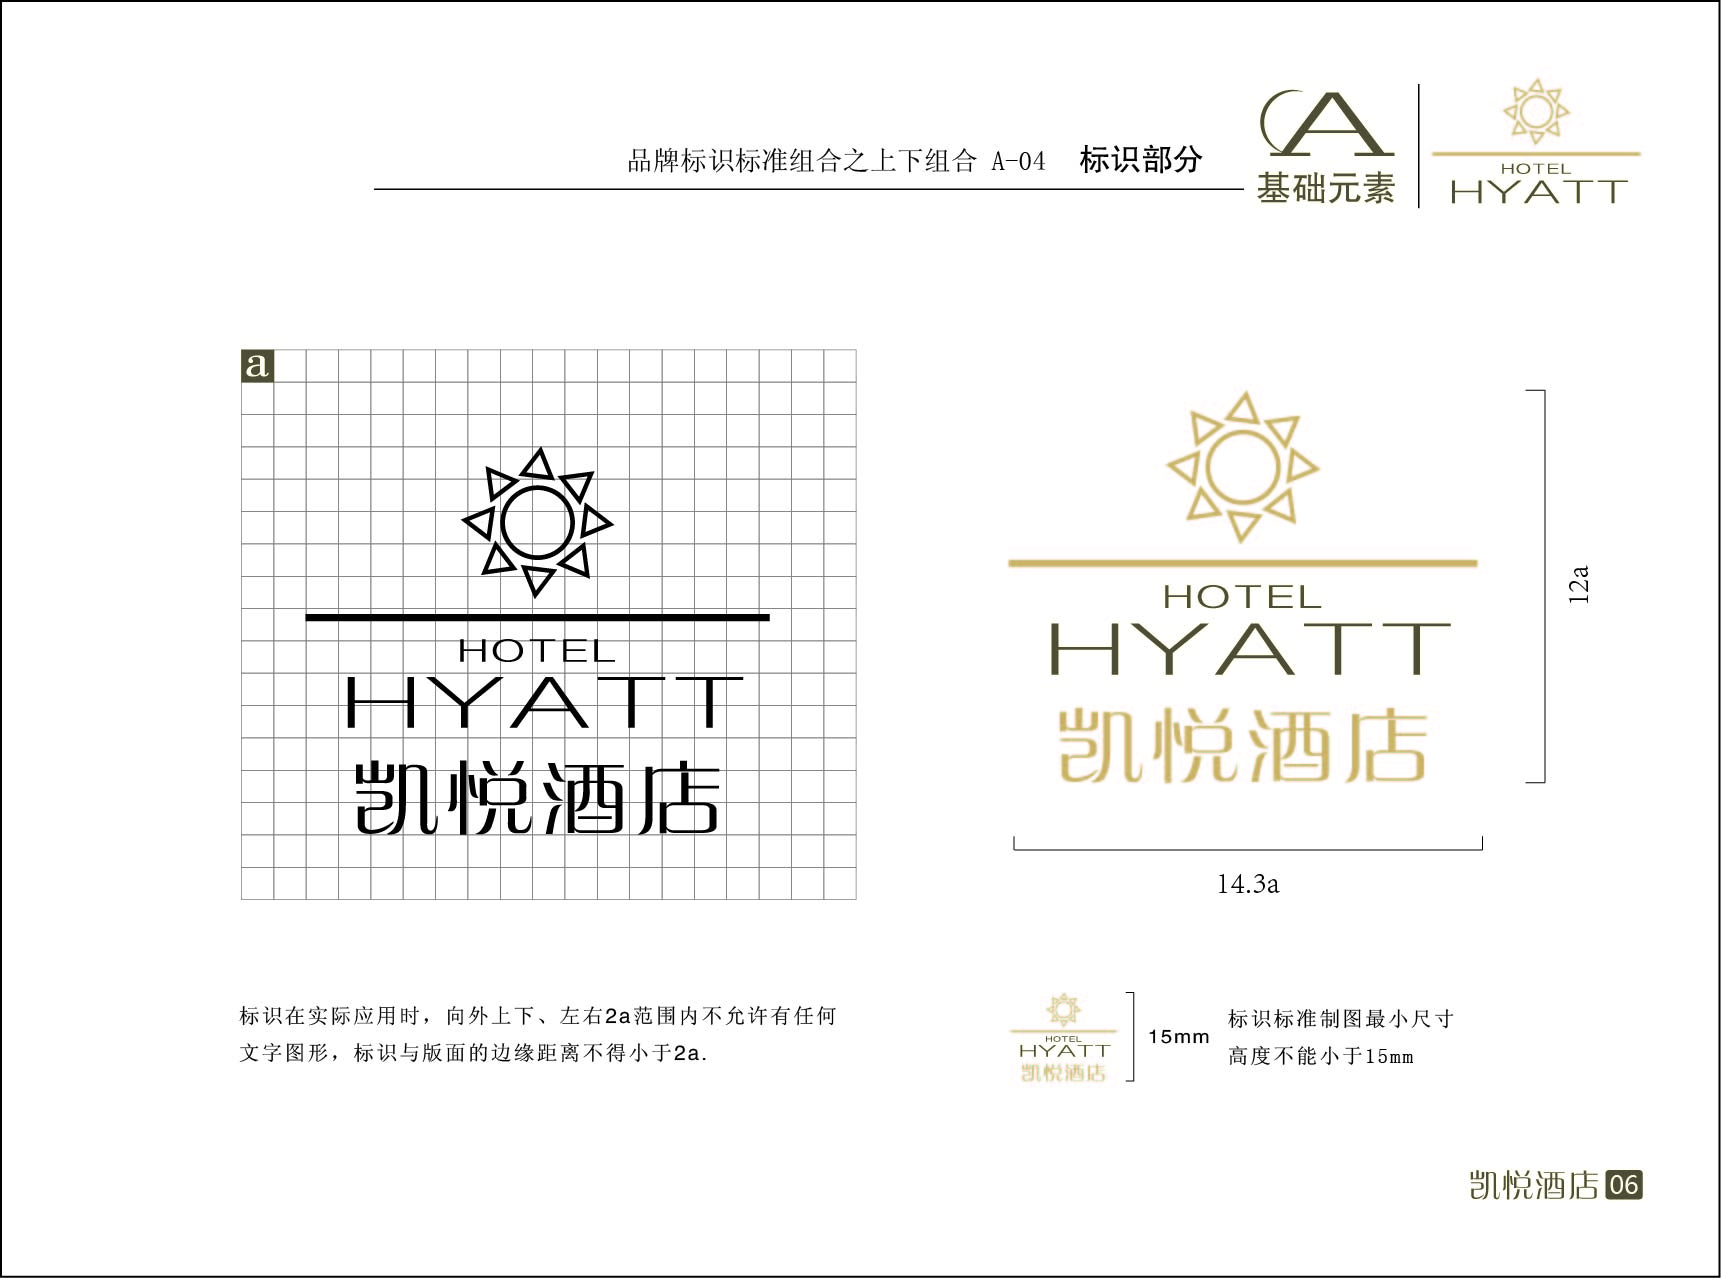 品牌标识标准组合之上下组合 A-04 标识部分
A
基础元素
HOTEL
HYATT
a
HOTEL
HYATT
凯悦酒店
HOTEL
HYATT
凯悦酒店
12a
14.3a
标识在实际应用时，向外上下、左右2a范围内不允许有任何
文字图形，标识与版面的边缘距离不得小于2a.
HOTEL
HYATT
凯悦酒店
15mm
标识标准制图最小尺寸
高度不能小于15mm
凯悦酒店 06